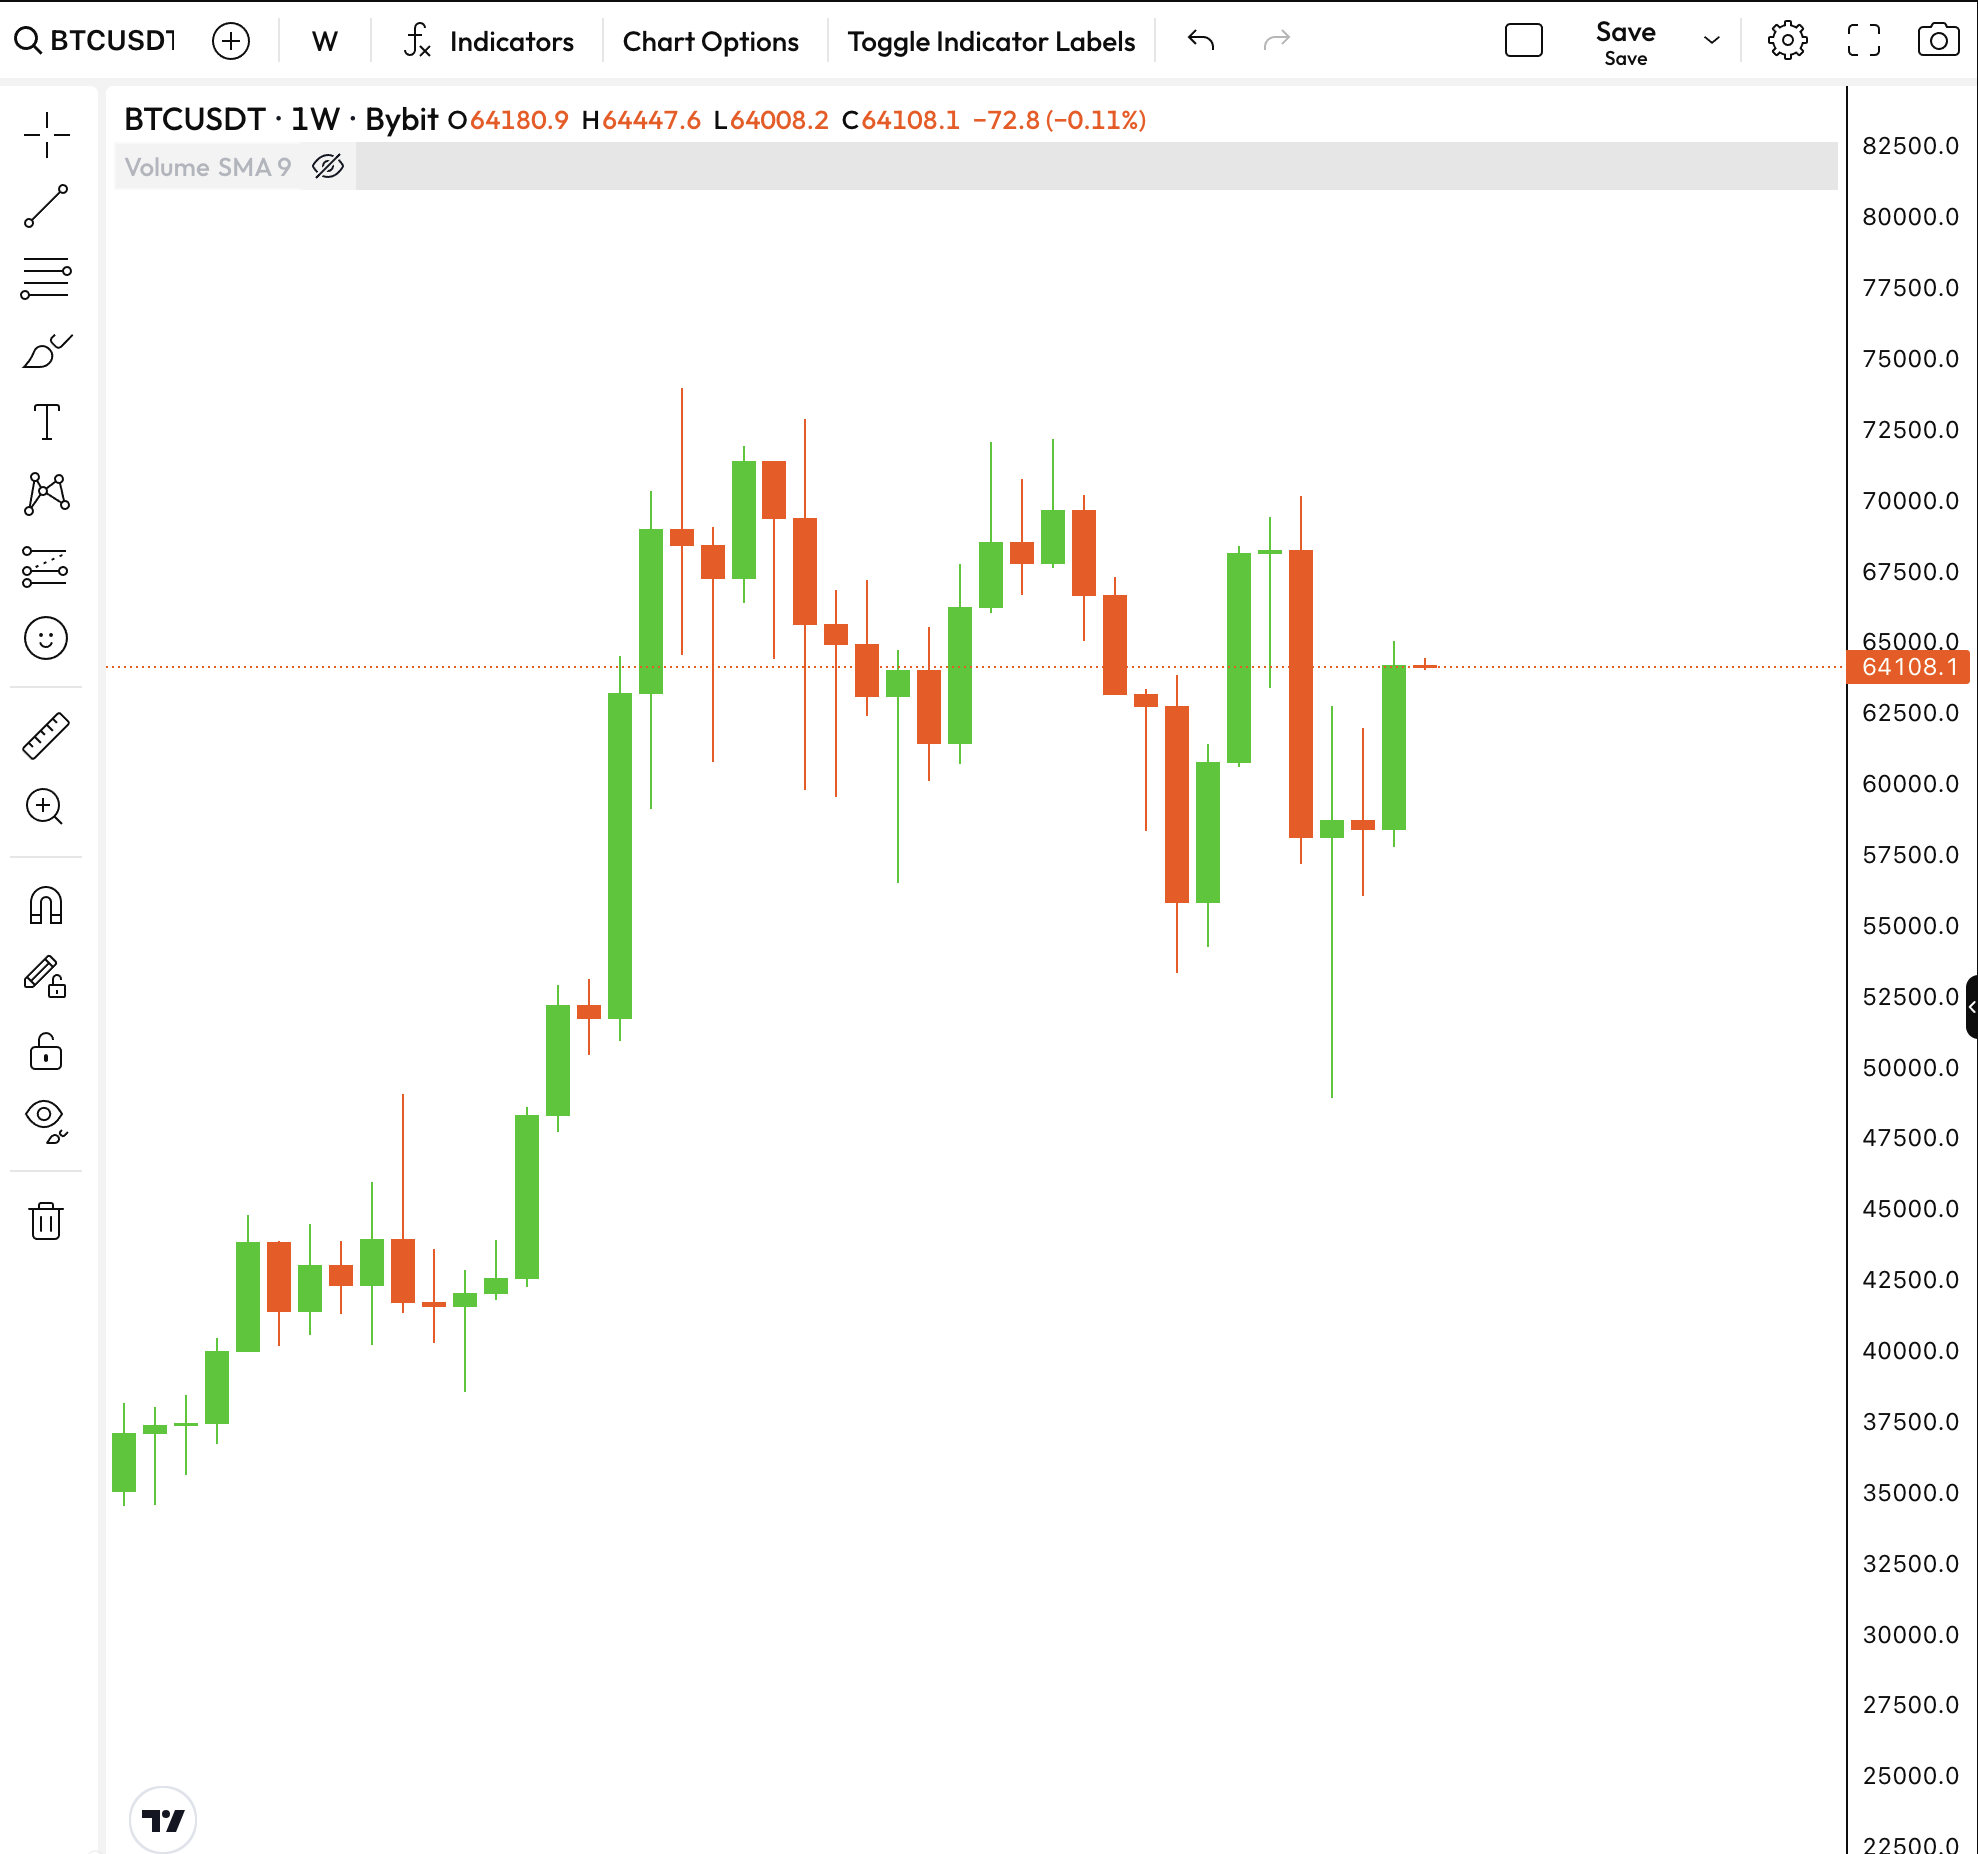 BTCUSDT
W
Indicators
Chart Options
Toggle Indicator Labels
Save
Save
BTCUSDT · 1W · Bybit O64180.9 H64447.6 L64008.2 C64108.1 −72.8 (−0.11%)
Volume SMA 9
82500.0
80000.0
77500.0
75000.0
72500.0
70000.0
67500.0
65000.0
64108.1
62500.0
60000.0
57500.0
55000.0
52500.0
50000.0
47500.0
45000.0
42500.0
40000.0
37500.0
35000.0
32500.0
30000.0
27500.0
25000.0
22500.0